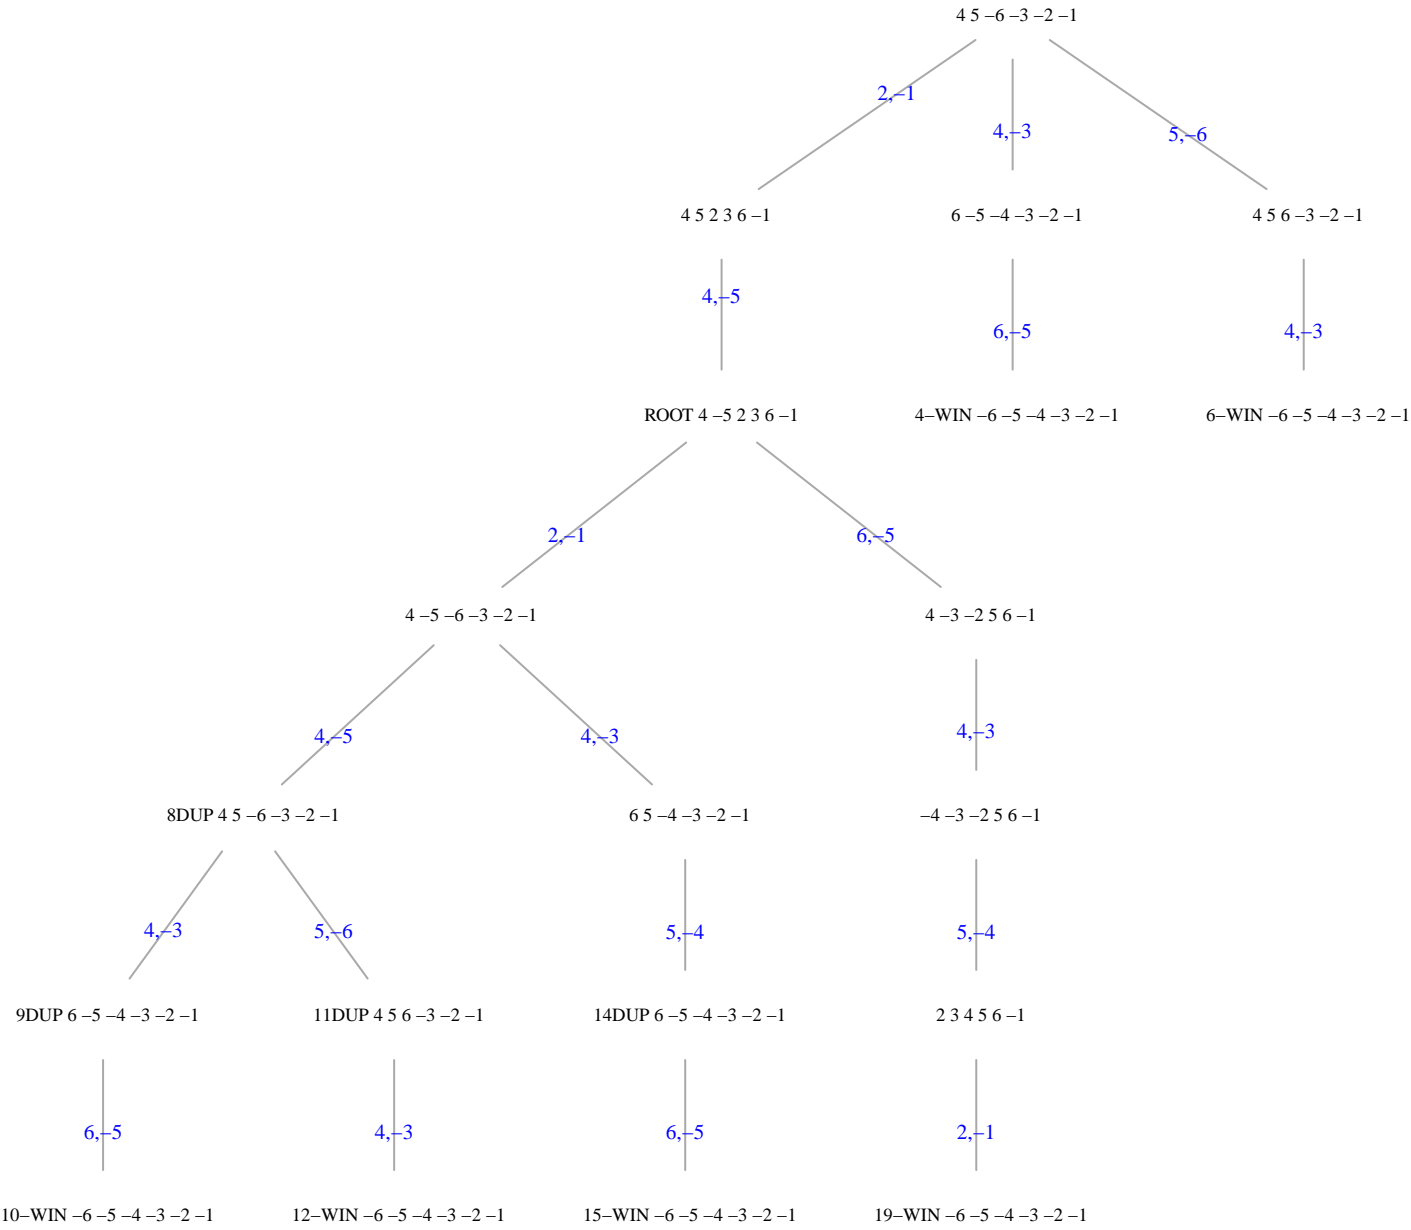 4 5 –6 –3 –2 –1
2,–1
4,–3
5,–6
4 5 2 3 6 –1
6 –5 –4 –3 –2 –1
4 5 6 –3 –2 –1
4,–5
6,–5
4,–3
ROOT 4 –5 2 3 6 –1
4–WIN –6 –5 –4 –3 –2 –1
6–WIN –6 –5 –4 –3 –2 –1
2,–1
6,–5
4 –5 –6 –3 –2 –1
4 –3 –2 5 6 –1
4,–5
4,–3
4,–3
8DUP 4 5 –6 –3 –2 –1
6 5 –4 –3 –2 –1
–4 –3 –2 5 6 –1
4,–3
5,–6
5,–4
5,–4
9DUP 6 –5 –4 –3 –2 –1
11DUP 4 5 6 –3 –2 –1
14DUP 6 –5 –4 –3 –2 –1
2 3 4 5 6 –1
6,–5
4,–3
6,–5
2,–1
10–WIN –6 –5 –4 –3 –2 –1
12–WIN –6 –5 –4 –3 –2 –1
15–WIN –6 –5 –4 –3 –2 –1
19–WIN –6 –5 –4 –3 –2 –1